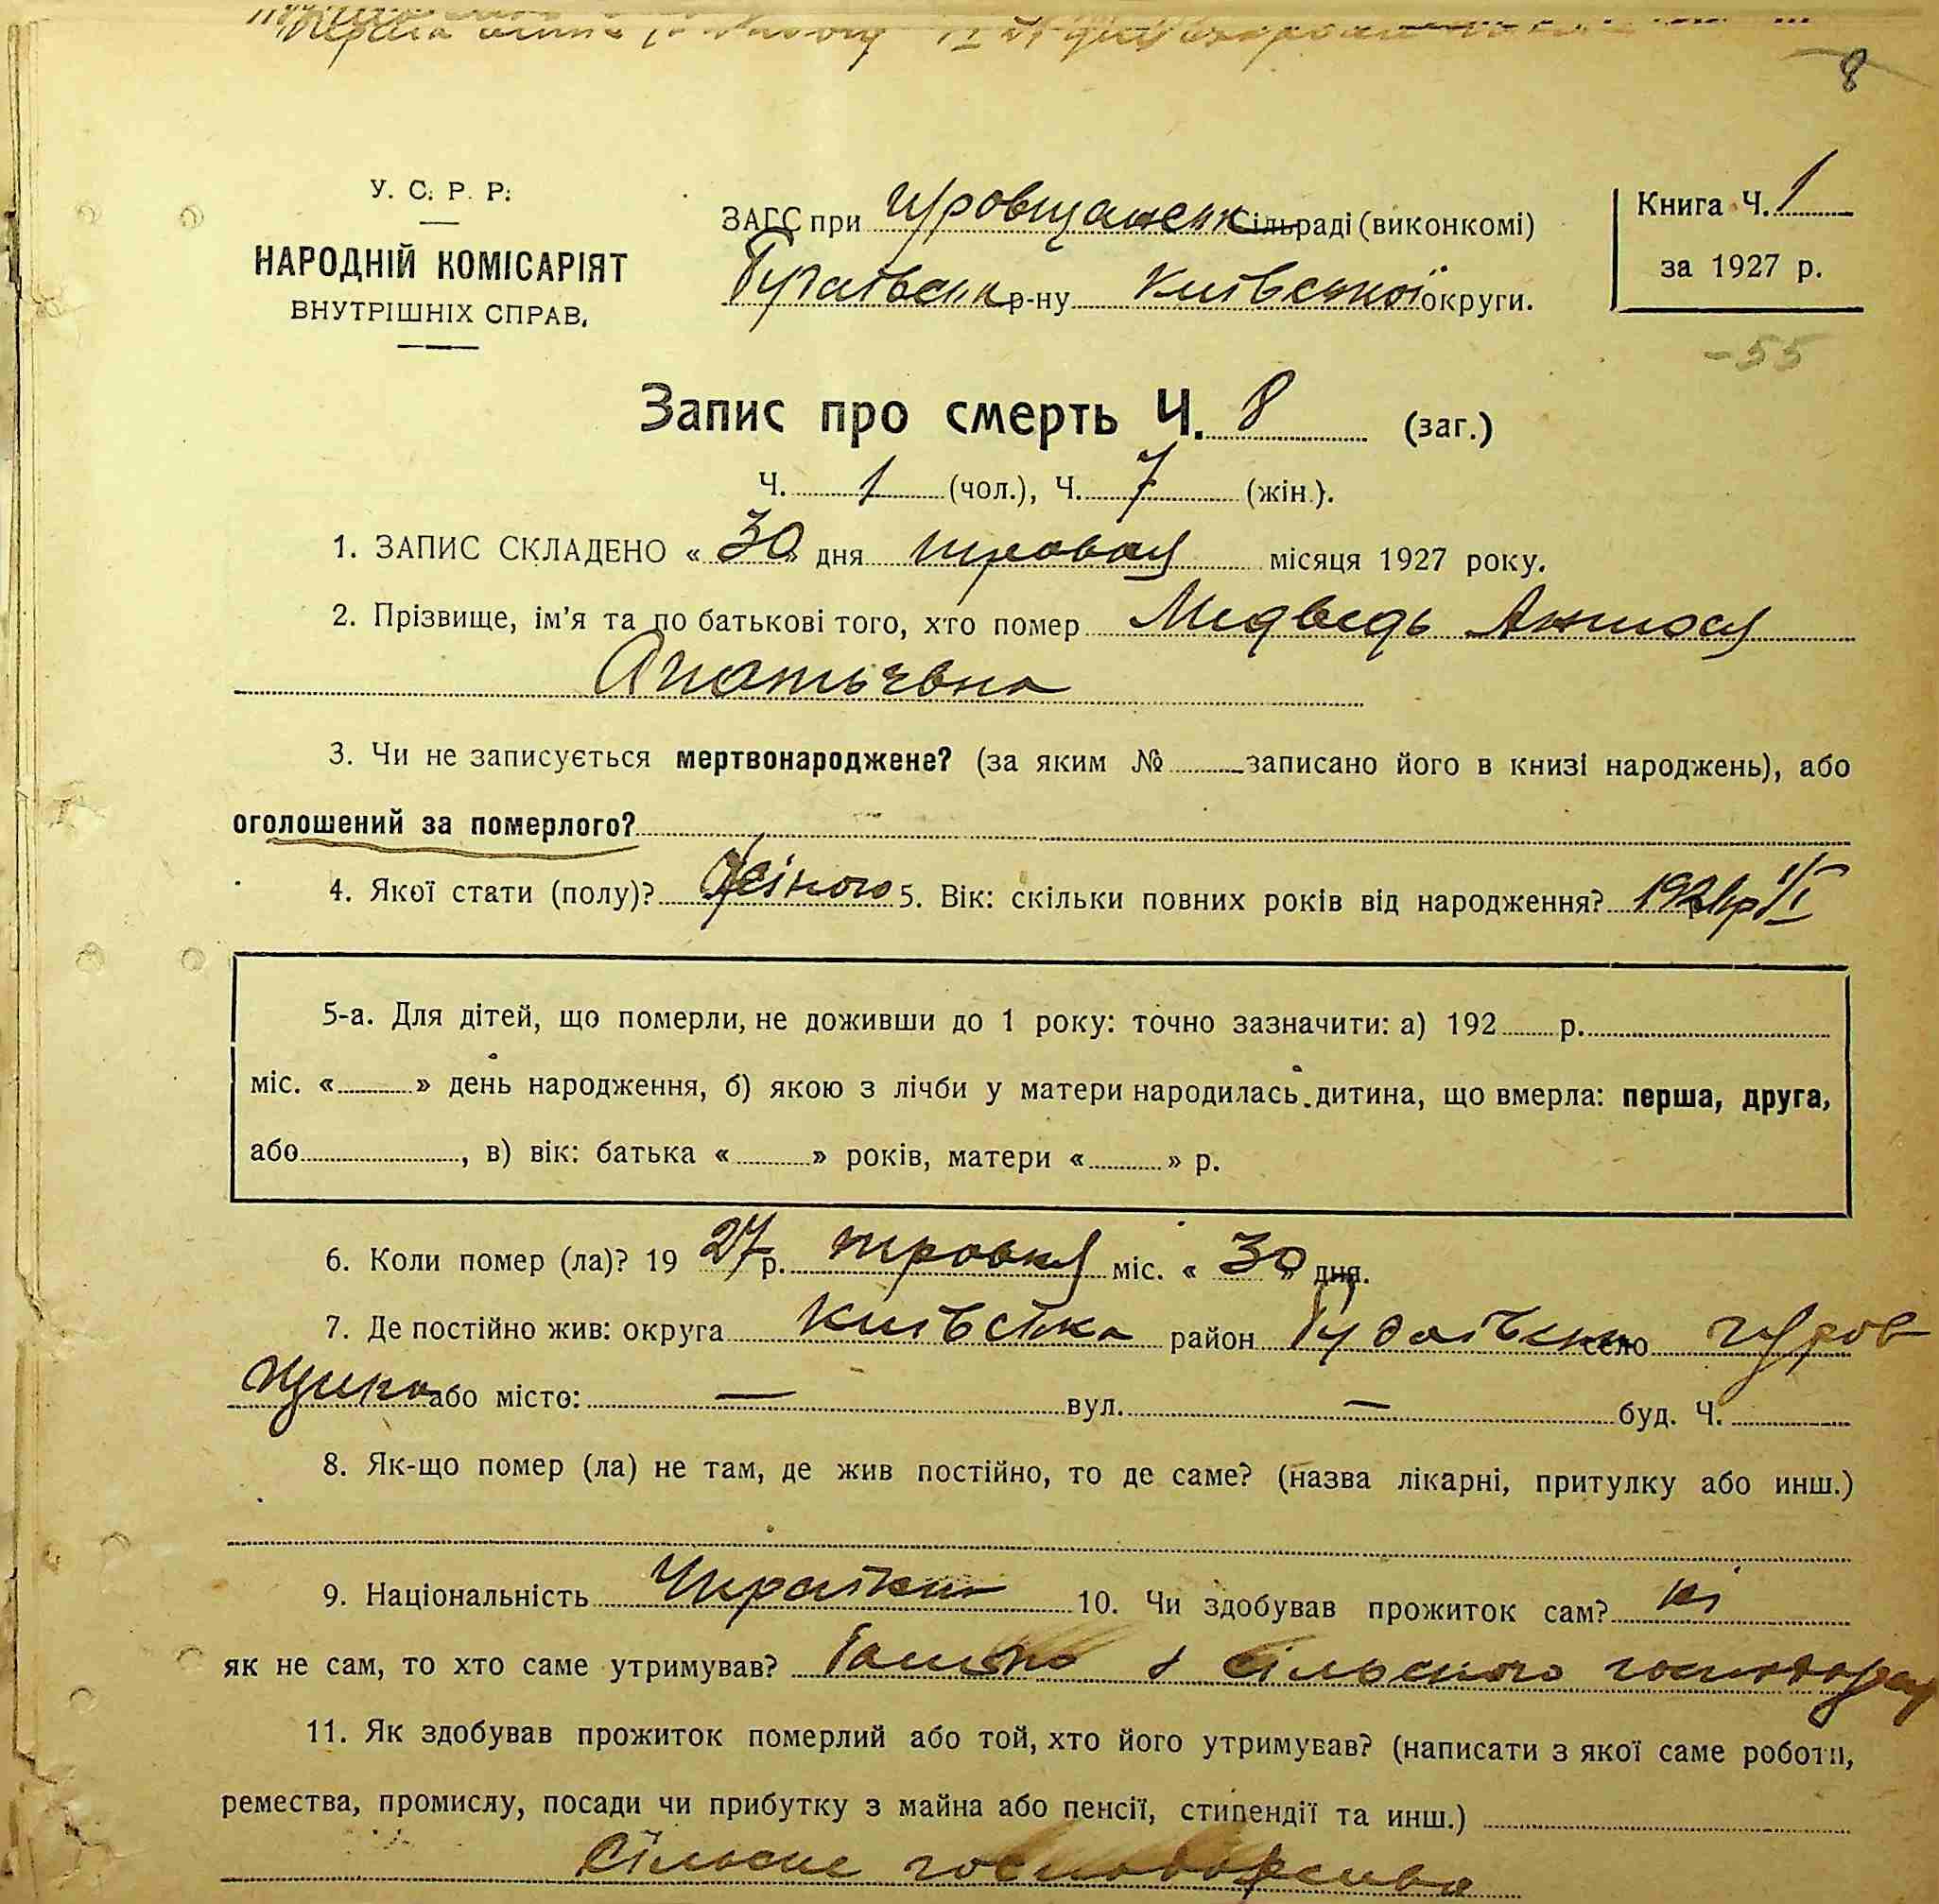 8
У. С. Р. Р.
НАРОДНІЙ КОМІСАРІЯТ
ВНУТРІШНІХ СПРАВ.
ЗАГС при Гуровщанськ Сільраді (виконкомі)
р-ну Київської округи.
Книга Ч. 1
за 1927 р.
-55
Запис про смерть Ч. 8 (заг.)
Ч. 1 (чол.), Ч. 7 (жін.).
1. ЗАПИС СКЛАДЕНО «30» дня травня місяця 1927 року.
2. Прізвище, ім'я та по батькові того, хто помер Медведь
3. Чи не записується мертвонароджене? (за яким № записано його в книзі народжень), або
оголошений за померлого?
4. Якої стати (полу)? Жіного 5. Вік: скільки повних років від народження?
5-а. Для дітей, що померли, не доживши до 1 року: точно зазначити: а) 192 р.
міс. « » день народження, б) якою з лічби у матери народилась дитина, що вмерла: перша, друга,
або , в) вік: батька « » років, матери « » р.
6. Коли помер (ла)? 19 27 р. травня міс. « 30 » дня.
7. Де постійно жив: округа Київська район село Гуров
щина або місто: — вул. — буд. Ч.
8. Як-що помер (ла) не там, де жив постійно, то де саме? (назва лікарні, притулку або инш.)
9. Національність 10. Чи здобував прожиток сам? ні
як не сам, то хто саме утримував? Батько з сільського
11. Як здобував прожиток померлий або той, хто його утримував? (написати з якої саме роботи,
ремества, промислу, посади чи прибутку з майна або пенсії, стипендії та инш.)
Сільське господарство